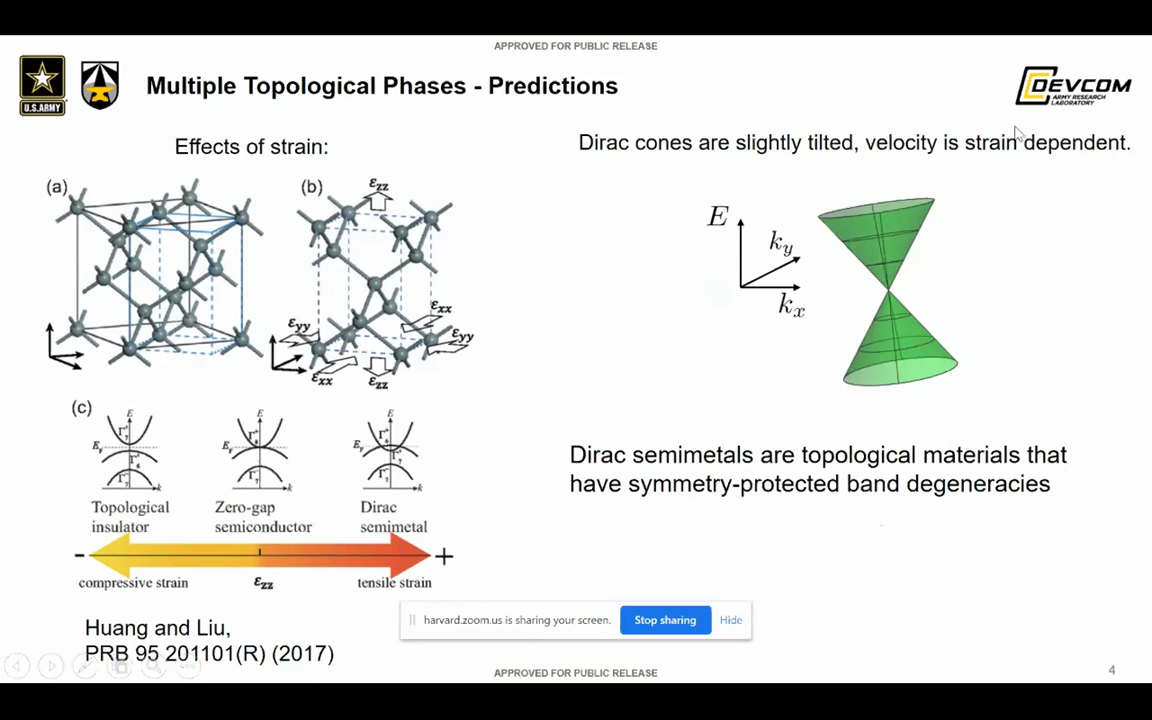 APPROVED FOR PUBLIC RELEASE
U.S.ARMY
Multiple Topological Phases - Predictions
DEVCOM
ARMY RESEARCH
LABORATORY
Effects of strain:
(a)
(b)
εzz
εxx
εyy
εyy
εxx
εzz
(c)
E
E
E
EF
EF
EF
k
k
k
Topological
insulator
Zero-gap
semiconductor
Dirac
semimetal
-
+
compressive strain
εzz
tensile strain
Huang and Liu,
PRB 95 201101(R) (2017)
Dirac cones are slightly tilted, velocity is strain dependent.
E
ky
kx
Dirac semimetals are topological materials that
have symmetry-protected band degeneracies
harvard.zoom.us is sharing your screen.
Stop sharing
Hide
APPROVED FOR PUBLIC RELEASE
4